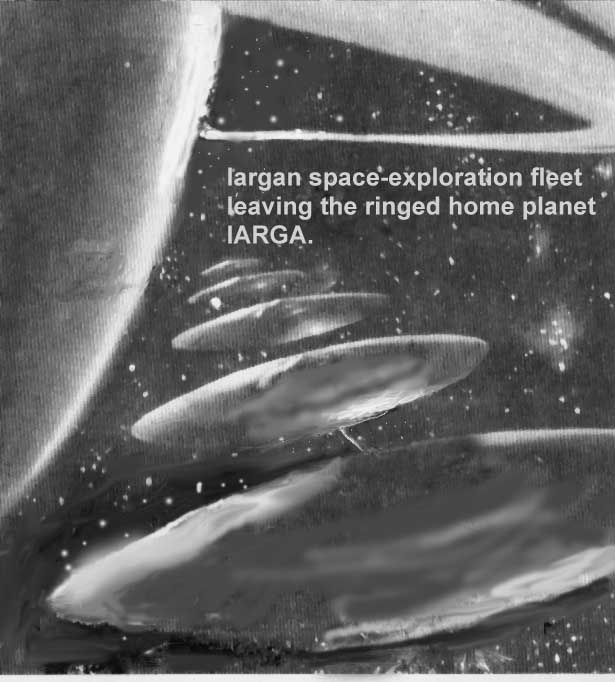 Iargan space-exploration fleet
leaving the ringed home planet
IARGA.